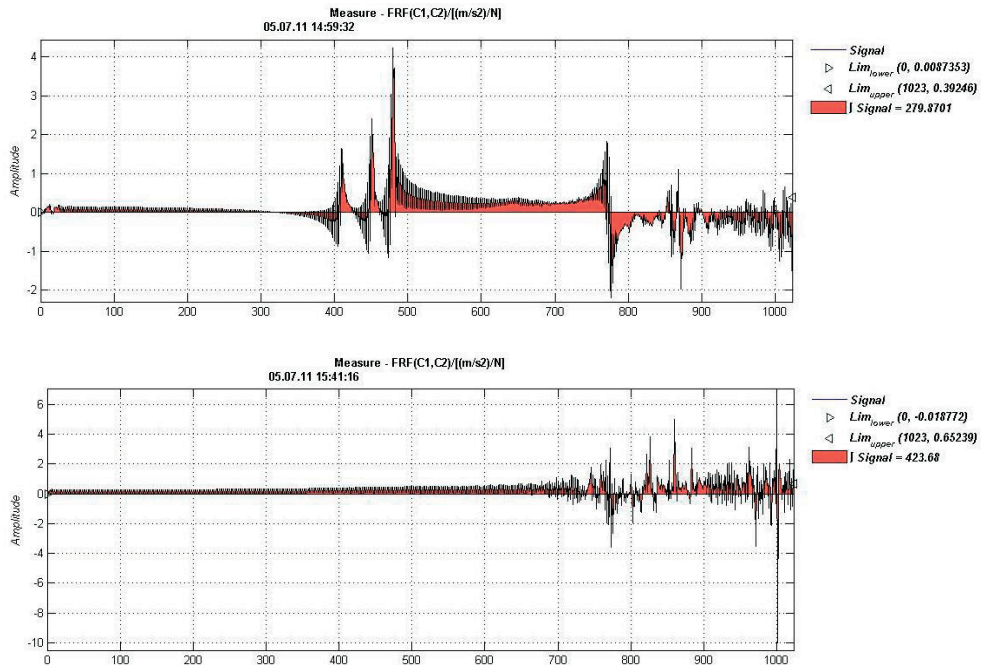 Measure - FRF(C1,C2)/[(m/s2)/N]
05.07.11 14:59:32
Amplitude
4
3
2
1
0
-1
-2
0 100 200 300 400 500 600 700 800 900 1000
Signal
Lim_lower (0, 0.0087353)
Lim_upper (1023, 0.39246)
∫ Signal = 279.8701
Measure - FRF(C1,C2)/[(m/s2)/N]
05.07.11 15:41:16
Amplitude
6
4
2
0
-2
-4
-6
-8
-10
0 100 200 300 400 500 600 700 800 900 1000
Signal
Lim_lower (0, -0.018772)
Lim_upper (1023, 0.65239)
∫ Signal = 423.68